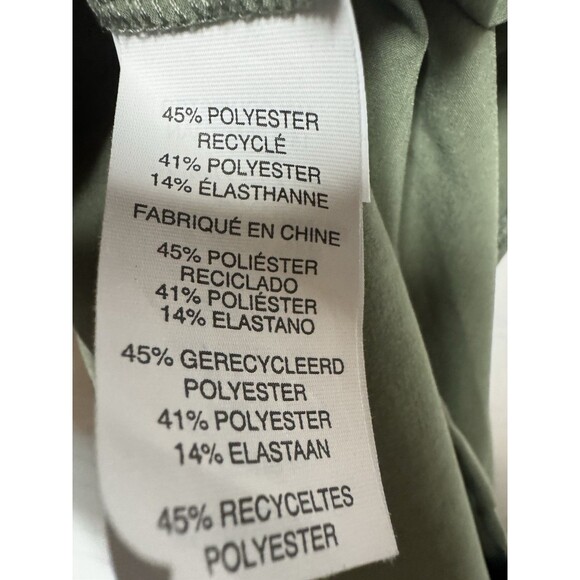 45% POLYESTER
RECYCLÉ
41% POLYESTER
14% ÉLASTHANNE
FABRIQUÉ EN CHINE
45% POLIÉSTER
RECICLADO
41% POLIÉSTER
14% ELASTANO
45% GERECYCLEERD
POLYESTER
41% POLYESTER
14% ELASTAAN
45% RECYCELTES
POLYESTER